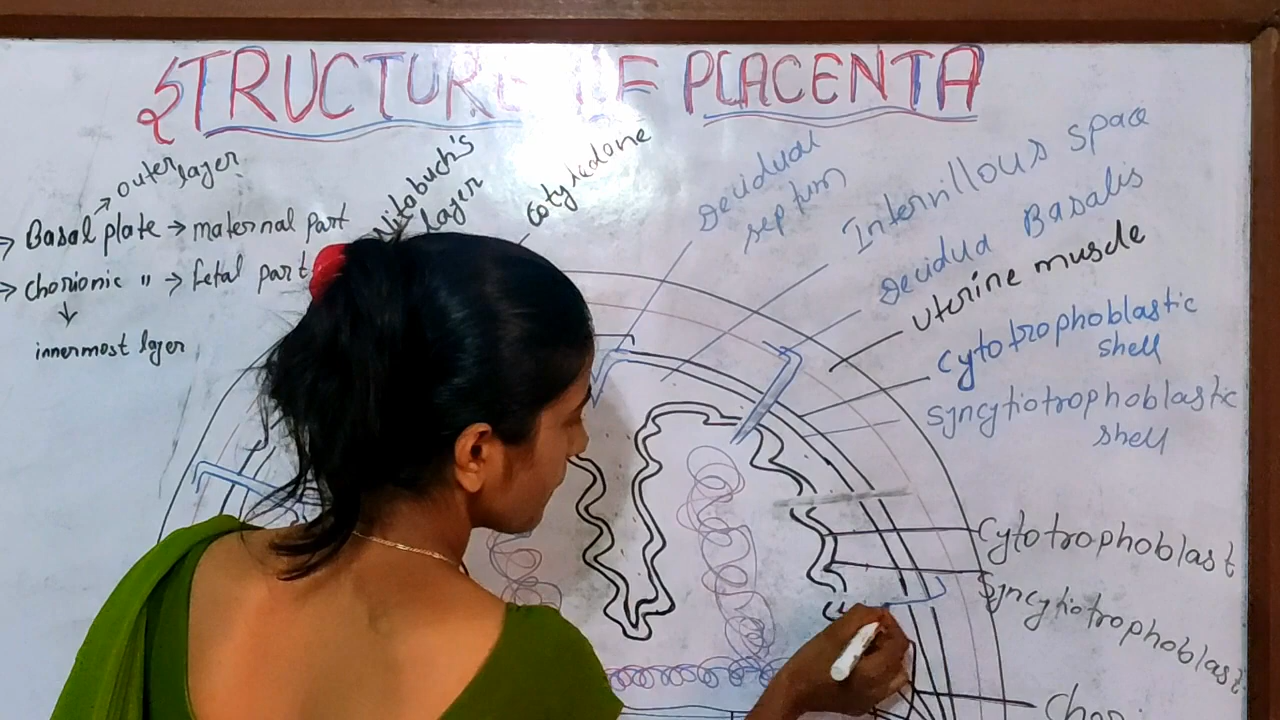 STRUCTURE OF PLACENTA
outer layer
Basal plate → maternal part
chorionic " → fetal part
innermost layer
Nitobuch's
layer
Cotyledone
Decidual
septum
Intervillous space
Decidua Basalis
Uterine muscle
Cytotrophoblastic
shell
Syncytiotrophoblastic
shell
Cytotrophoblast
Syncytiotrophoblast